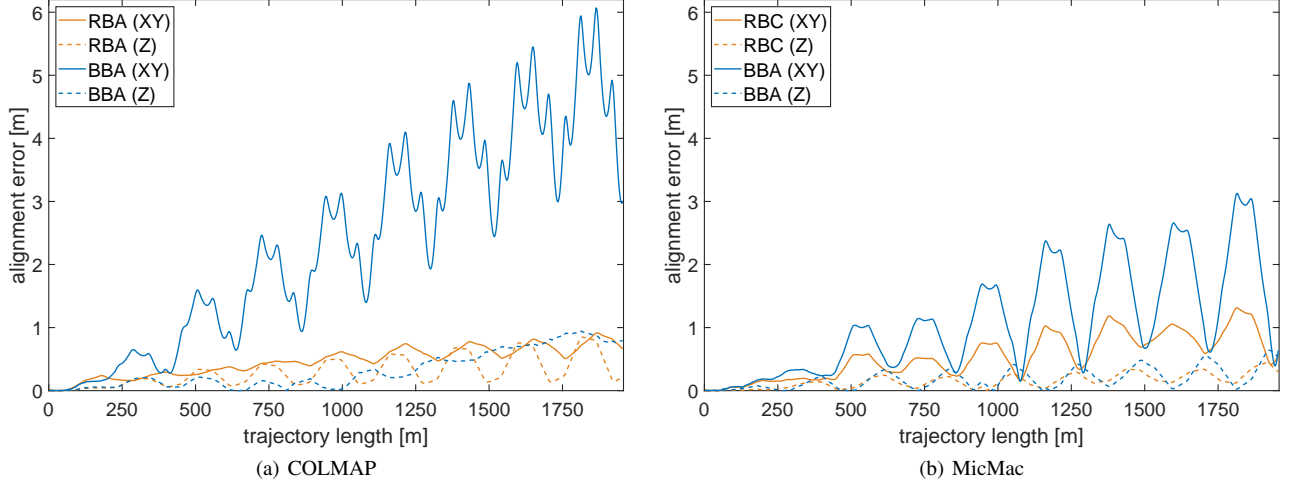 6
5
4
3
2
1
0
alignment error [m]
RBA (XY)
RBA (Z)
BBA (XY)
BBA (Z)
0 250 500 750 1000 1250 1500 1750
trajectory length [m]
(a) COLMAP
6
5
4
3
2
1
0
alignment error [m]
RBC (XY)
RBC (Z)
BBA (XY)
BBA (Z)
0 250 500 750 1000 1250 1500 1750
trajectory length [m]
(b) MicMac